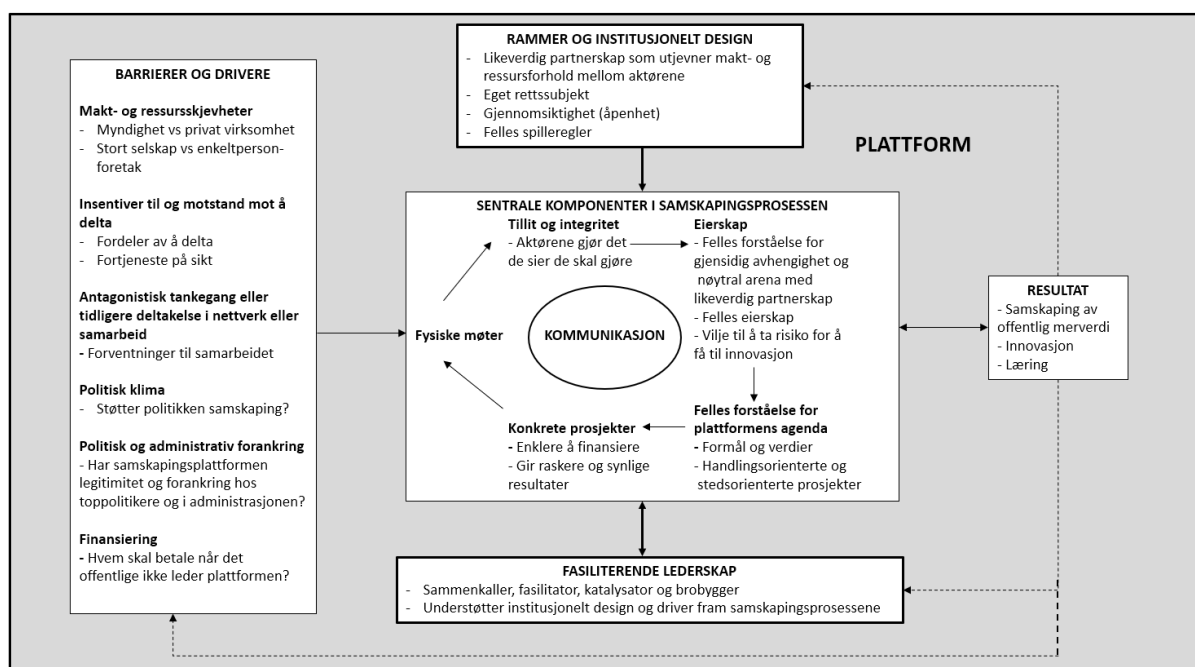 RAMMER OG INSTITUSJONELT DESIGN
- Likeverdig partnerskap som utjevner makt- og
ressursforhold mellom aktørene
- Eget rettssubjekt
- Gjennomsiktighet (åpenhet)
- Felles spilleregler
PLATTFORM
BARRIERER OG DRIVERE
Makt- og ressursskjevheter
- Myndighet vs privat virksomhet
- Stort selskap vs enkeltperson-
foretak
Insentiver til og motstand mot å
delta
- Fordeler av å delta
- Fortjeneste på sikt
Antagonistisk tankegang eller
tidligere deltakelse i nettverk eller
samarbeid
- Forventninger til samarbeidet
Politisk klima
- Støtter politikken samskaping?
Politisk og administrativ forankring
- Har samskapingsplattformen
legitimitet og forankring hos
toppolitikere og i administrasjonen?
Finansiering
- Hvem skal betale når det
offentlige ikke leder plattformen?
SENTRALE KOMPONENTER I SAMSKAPINGSPROSESSEN
Tillit og integritet
- Aktørene gjør det
de sier de skal gjøre
Eierskap
- Felles forståelse for
gjensidig avhengighet og
nøytral arena med
likeverdig partnerskap
- Felles eierskap
- Vilje til å ta risiko for å
få til innovasjon
Fysiske møter
KOMMUNIKASJON
Konkrete prosjekter
- Enklere å finansiere
- Gir raskere og synlige
resultater
Felles forståelse for
plattformens agenda
- Formål og verdier
- Handlingsorienterte og
stedsorienterte prosjekter
RESULTAT
- Samskaping av
offentlig merverdi
- Innovasjon
- Læring
FASILITERENDE LEDERSKAP
- Sammenkaller, fasilitator, katalysator og brobygger
- Understøtter institusjonelt design og driver fram samskapingsprosessene